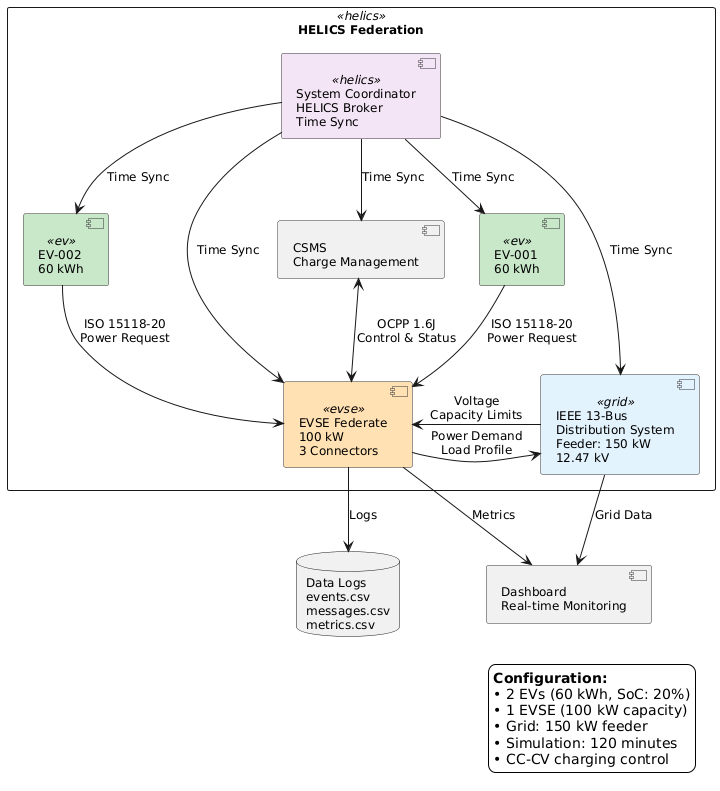 «helics»
HELICS Federation
«helics»
System Coordinator
HELICS Broker
Time Sync
Time Sync
Time Sync
Time Sync
Time Sync
Time Sync
«ev»
EV-002
60 kWh
CSMS
Charge Management
«ev»
EV-001
60 kWh
ISO 15118-20
Power Request
OCPP 1.6J
Control & Status
ISO 15118-20
Power Request
«evse»
EVSE Federate
100 kW
3 Connectors
Voltage
Capacity Limits
Power Demand
Load Profile
«grid»
IEEE 13-Bus
Distribution System
Feeder: 150 kW
12.47 kV
Logs
Metrics
Grid Data
Data Logs
events.csv
messages.csv
metrics.csv
Dashboard
Real-time Monitoring
Configuration:
• 2 EVs (60 kWh, SoC: 20%)
• 1 EVSE (100 kW capacity)
• Grid: 150 kW feeder
• Simulation: 120 minutes
• CC-CV charging control